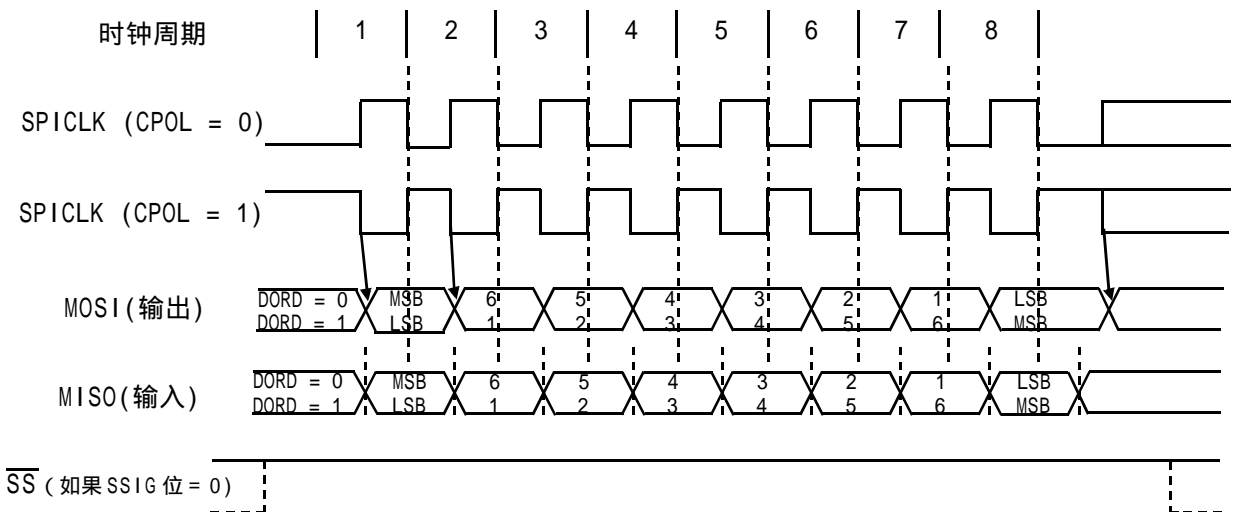 时钟周期 1 2 3 4 5 6 7 8
SPICLK (CPOL = 0)
SPICLK (CPOL = 1)
MOSI(输出) DORD = 0 MSB 6 5 4 3 2 1 LSB
DORD = 1 LSB 1 2 3 4 5 6 MSB
MISO(输入) DORD = 0 MSB 6 5 4 3 2 1 LSB
DORD = 1 LSB 1 2 3 4 5 6 MSB
SS (如果SSIG位=0)